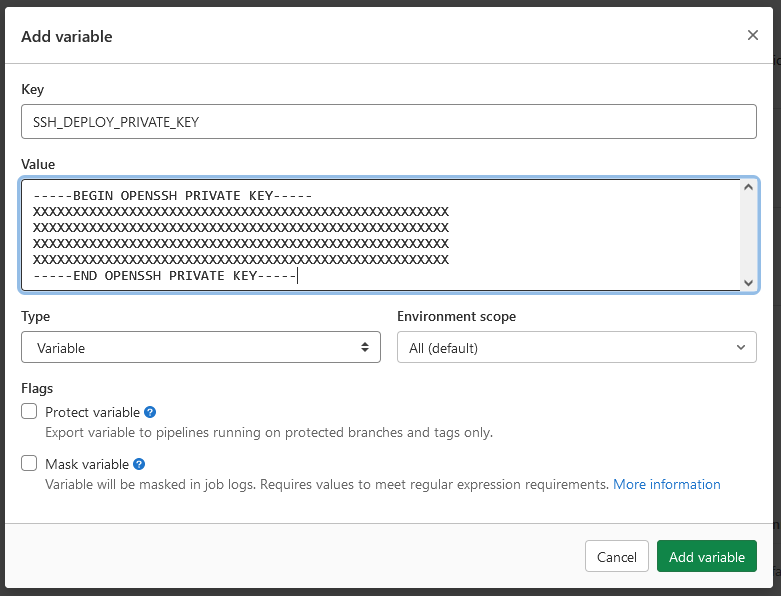 Add variable
Key
SSH_DEPLOY_PRIVATE_KEY
Value
-----BEGIN OPENSSH PRIVATE KEY-----
XXXXXXXXXXXXXXXXXXXXXXXXXXXXXXXXXXXXXXXXXXXXXXXXXXXX
XXXXXXXXXXXXXXXXXXXXXXXXXXXXXXXXXXXXXXXXXXXXXXXXXXXX
XXXXXXXXXXXXXXXXXXXXXXXXXXXXXXXXXXXXXXXXXXXXXXXXXXXX
XXXXXXXXXXXXXXXXXXXXXXXXXXXXXXXXXXXXXXXXXXXXXXXXXXXX
-----END OPENSSH PRIVATE KEY-----
Type Environment scope
Variable All (default)
Flags
Protect variable ?
Export variable to pipelines running on protected branches and tags only.
Mask variable ?
Variable will be masked in job logs. Requires values to meet regular expression requirements. More information
Cancel Add variable